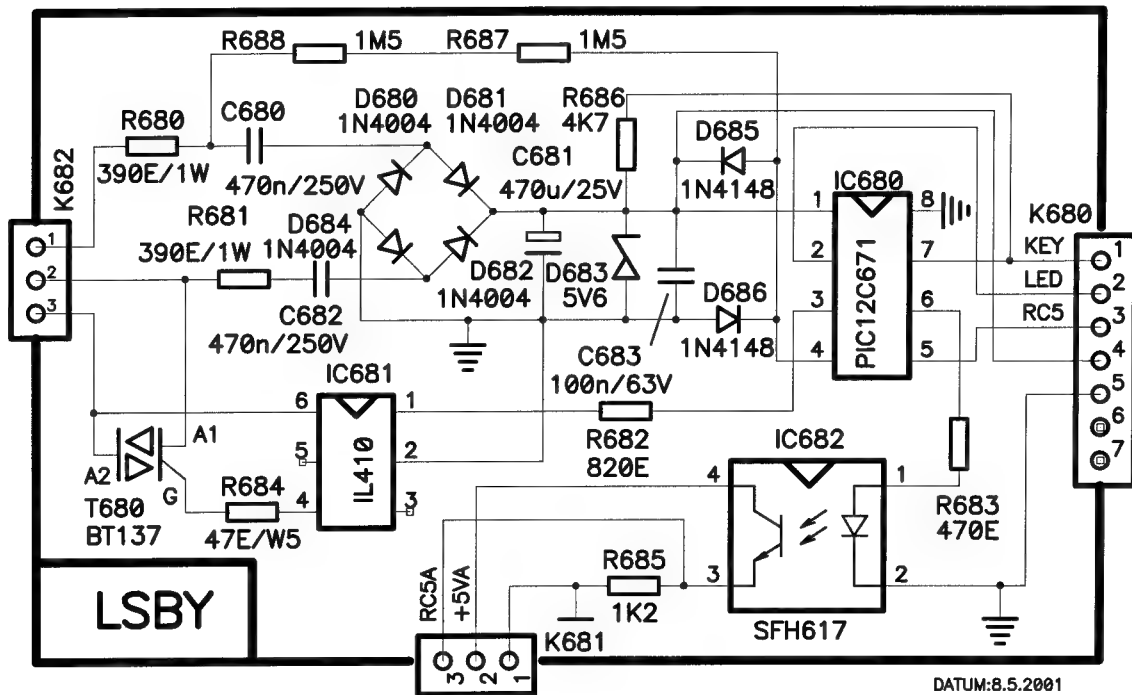 R688
1M5
R687
1M5
R680
390E/1W
C680
470n/250V
D680
1N4004
D681
1N4004
R686
4K7
D685
1N4148
C681
470u/25V
K682
1
2
3
R681
390E/1W
D684
1N4004
C682
470n/250V
D682
1N4004
D683
5V6
D686
1N4148
C683
100n/63V
IC680
PIC12C671
1
2
3
4
8
7
6
5
K680
KEY
LED
RC5
1
2
3
4
5
6
7
IC681
IL410
6
5
4
1
2
3
A1
A2
G
T680
BT137
R684
47E/W5
R682
820E
IC682
4
3
1
2
SFH617
R683
470E
R685
1K2
RC5A
+5VA
K681
3
2
1
LSBY
DATUM:8.5.2001